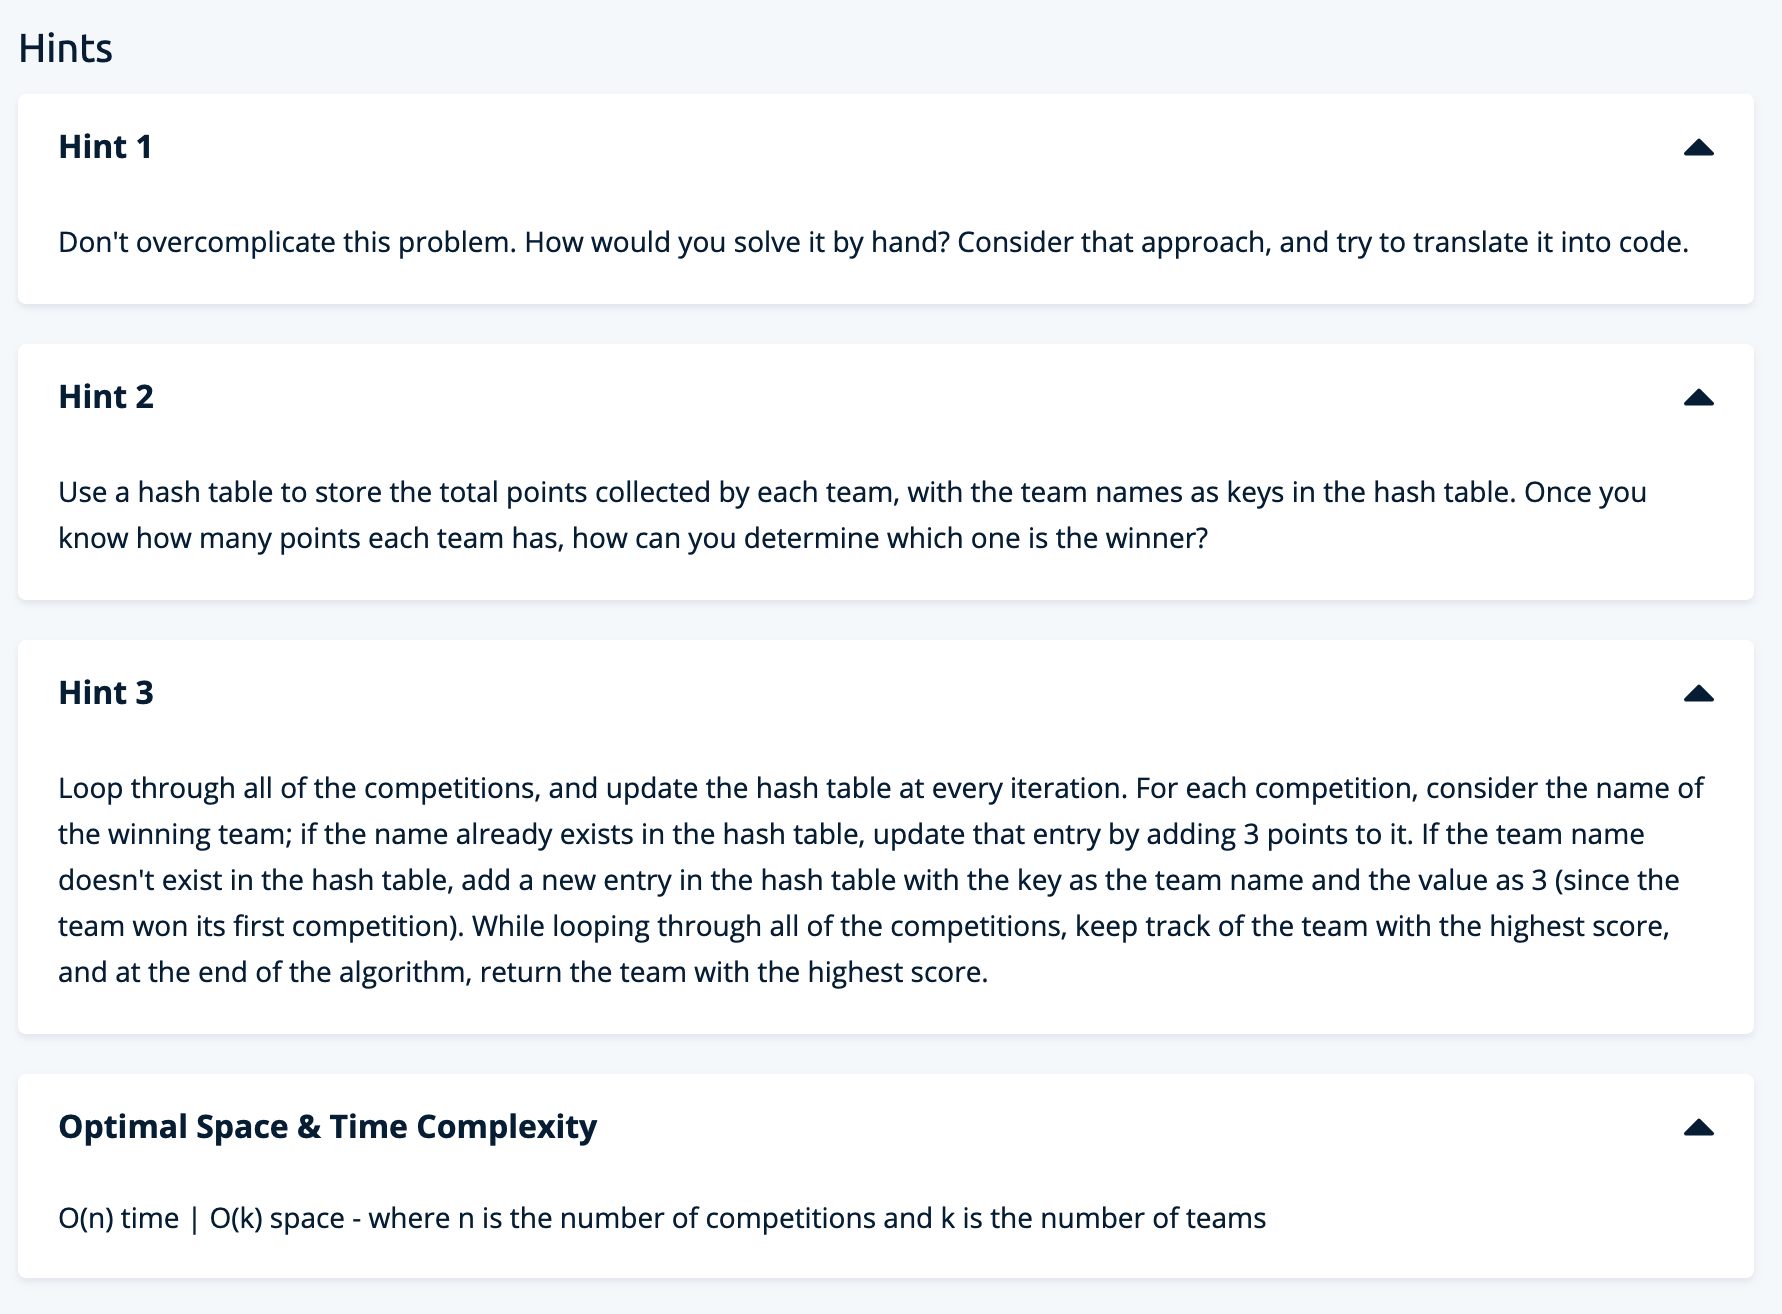 Hints
Hint 1
Don't overcomplicate this problem. How would you solve it by hand? Consider that approach, and try to translate it into code.
Hint 2
Use a hash table to store the total points collected by each team, with the team names as keys in the hash table. Once you
know how many points each team has, how can you determine which one is the winner?
Hint 3
Loop through all of the competitions, and update the hash table at every iteration. For each competition, consider the name of
the winning team; if the name already exists in the hash table, update that entry by adding 3 points to it. If the team name
doesn't exist in the hash table, add a new entry in the hash table with the key as the team name and the value as 3 (since the
team won its first competition). While looping through all of the competitions, keep track of the team with the highest score,
and at the end of the algorithm, return the team with the highest score.
Optimal Space & Time Complexity
O(n) time | O(k) space - where n is the number of competitions and k is the number of teams